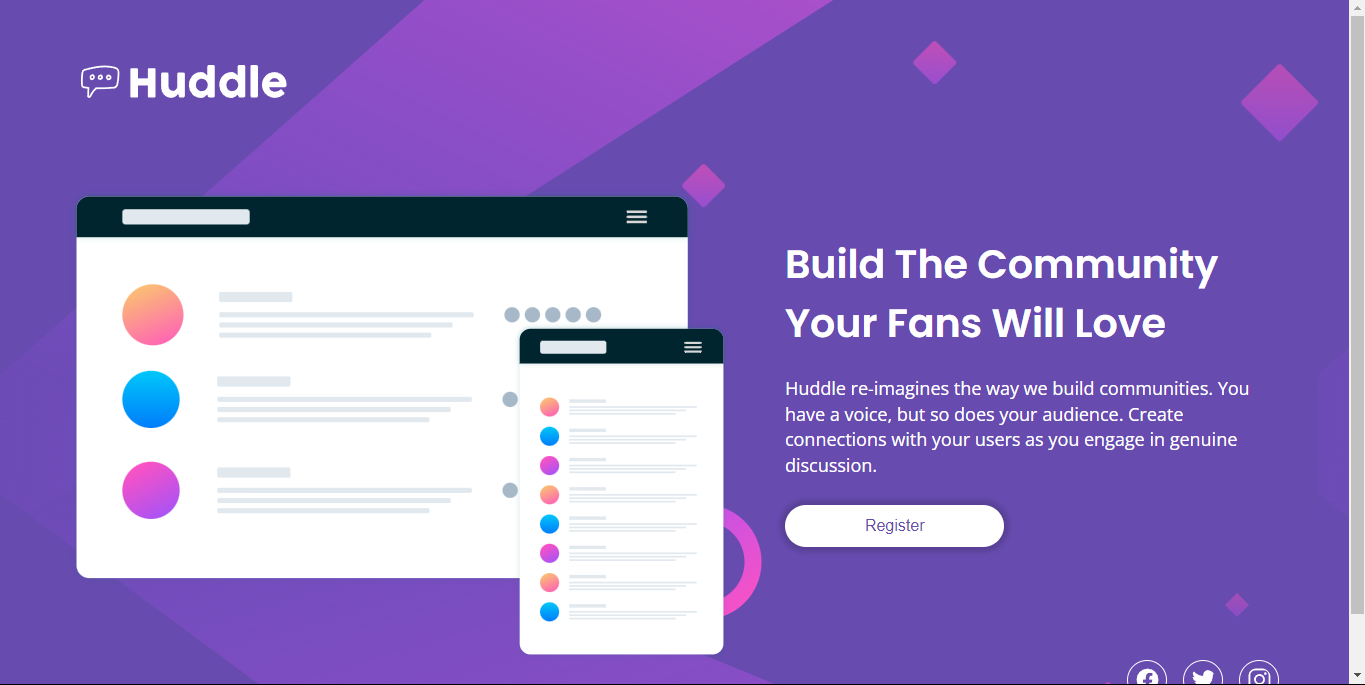 Huddle
Build The Community
Your Fans Will Love
Huddle re-imagines the way we build communities. You
have a voice, but so does your audience. Create
connections with your users as you engage in genuine
discussion.
Register